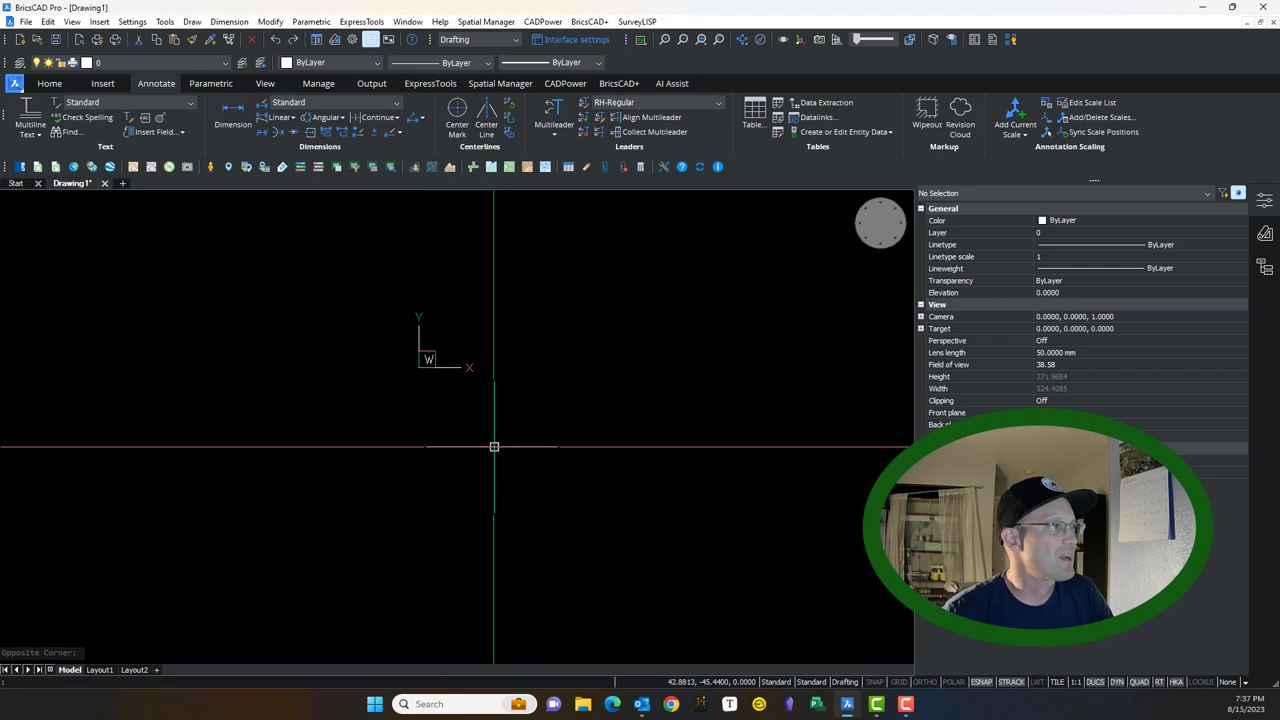 BricsCAD Pro - [Drawing1]
File Edit View Insert Settings Tools Draw Dimension Modify Parametric ExpressTools Window Help Spatial Manager CADPower BricsCAD+ SurveyLISP
Drafting Interface settings
0 ByLayer ByLayer ByLayer
Home Insert Annotate Parametric View Manage Output ExpressTools Spatial Manager CADPower BricsCAD+ AI Assist
Standard Standard RH-Regular Data Extraction Edit Scale List
Multiline Text Check Spelling Dimension Linear Angular Continue Center Mark Center Line Multileader Align Multileader Table... Datalinks... Wipeout Revision Cloud Add Current Scale Add/Delete Scales...
Find... Insert Field... Collect Multileader Create or Edit Entity Data Sync Scale Positions
Text Dimensions Centerlines Leaders Tables Markup Annotation Scaling
Start Drawing1*
No Selection
General
Color ByLayer
Layer 0
Linetype ByLayer
Linetype scale 1
Lineweight ByLayer
Transparency ByLayer
Elevation 0.0000
View
Camera 0.0000, 0.0000, 1.0000
Target 0.0000, 0.0000, 0.0000
Perspective Off
Lens length 50.0000 mm
Field of view 38.58
Height 271.9684
Width 524.4285
Clipping Off
Front plane
Y
W
X
Opposite Corner:
Model Layout1 Layout2
: 42.8813, -45.4400, 0.0000 Standard Standard Drafting SNAP GRID ORTHO POLAR ESNAP STRACK LWT TILE 1:1 DUCS DYN QUAD RT HKA LOCKUI None
Search
7:37 PM
8/15/2023